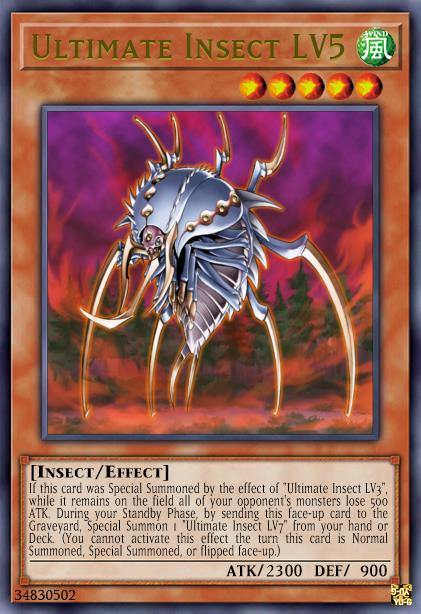 ULTIMATE INSECT LV5
WIND
風
[INSECT/EFFECT]
If this card was Special Summoned by the effect of "Ultimate Insect LV3",
while it remains on the field all of your opponent's monsters lose 500
ATK. During your Standby Phase, by sending this face-up card to the
Graveyard, Special Summon 1 "Ultimate Insect LV7" from your hand or
Deck. (You cannot activate this effect the turn this card is Normal
Summoned, Special Summoned, or flipped face-up.)
ATK/2300 DEF/ 900
34830502